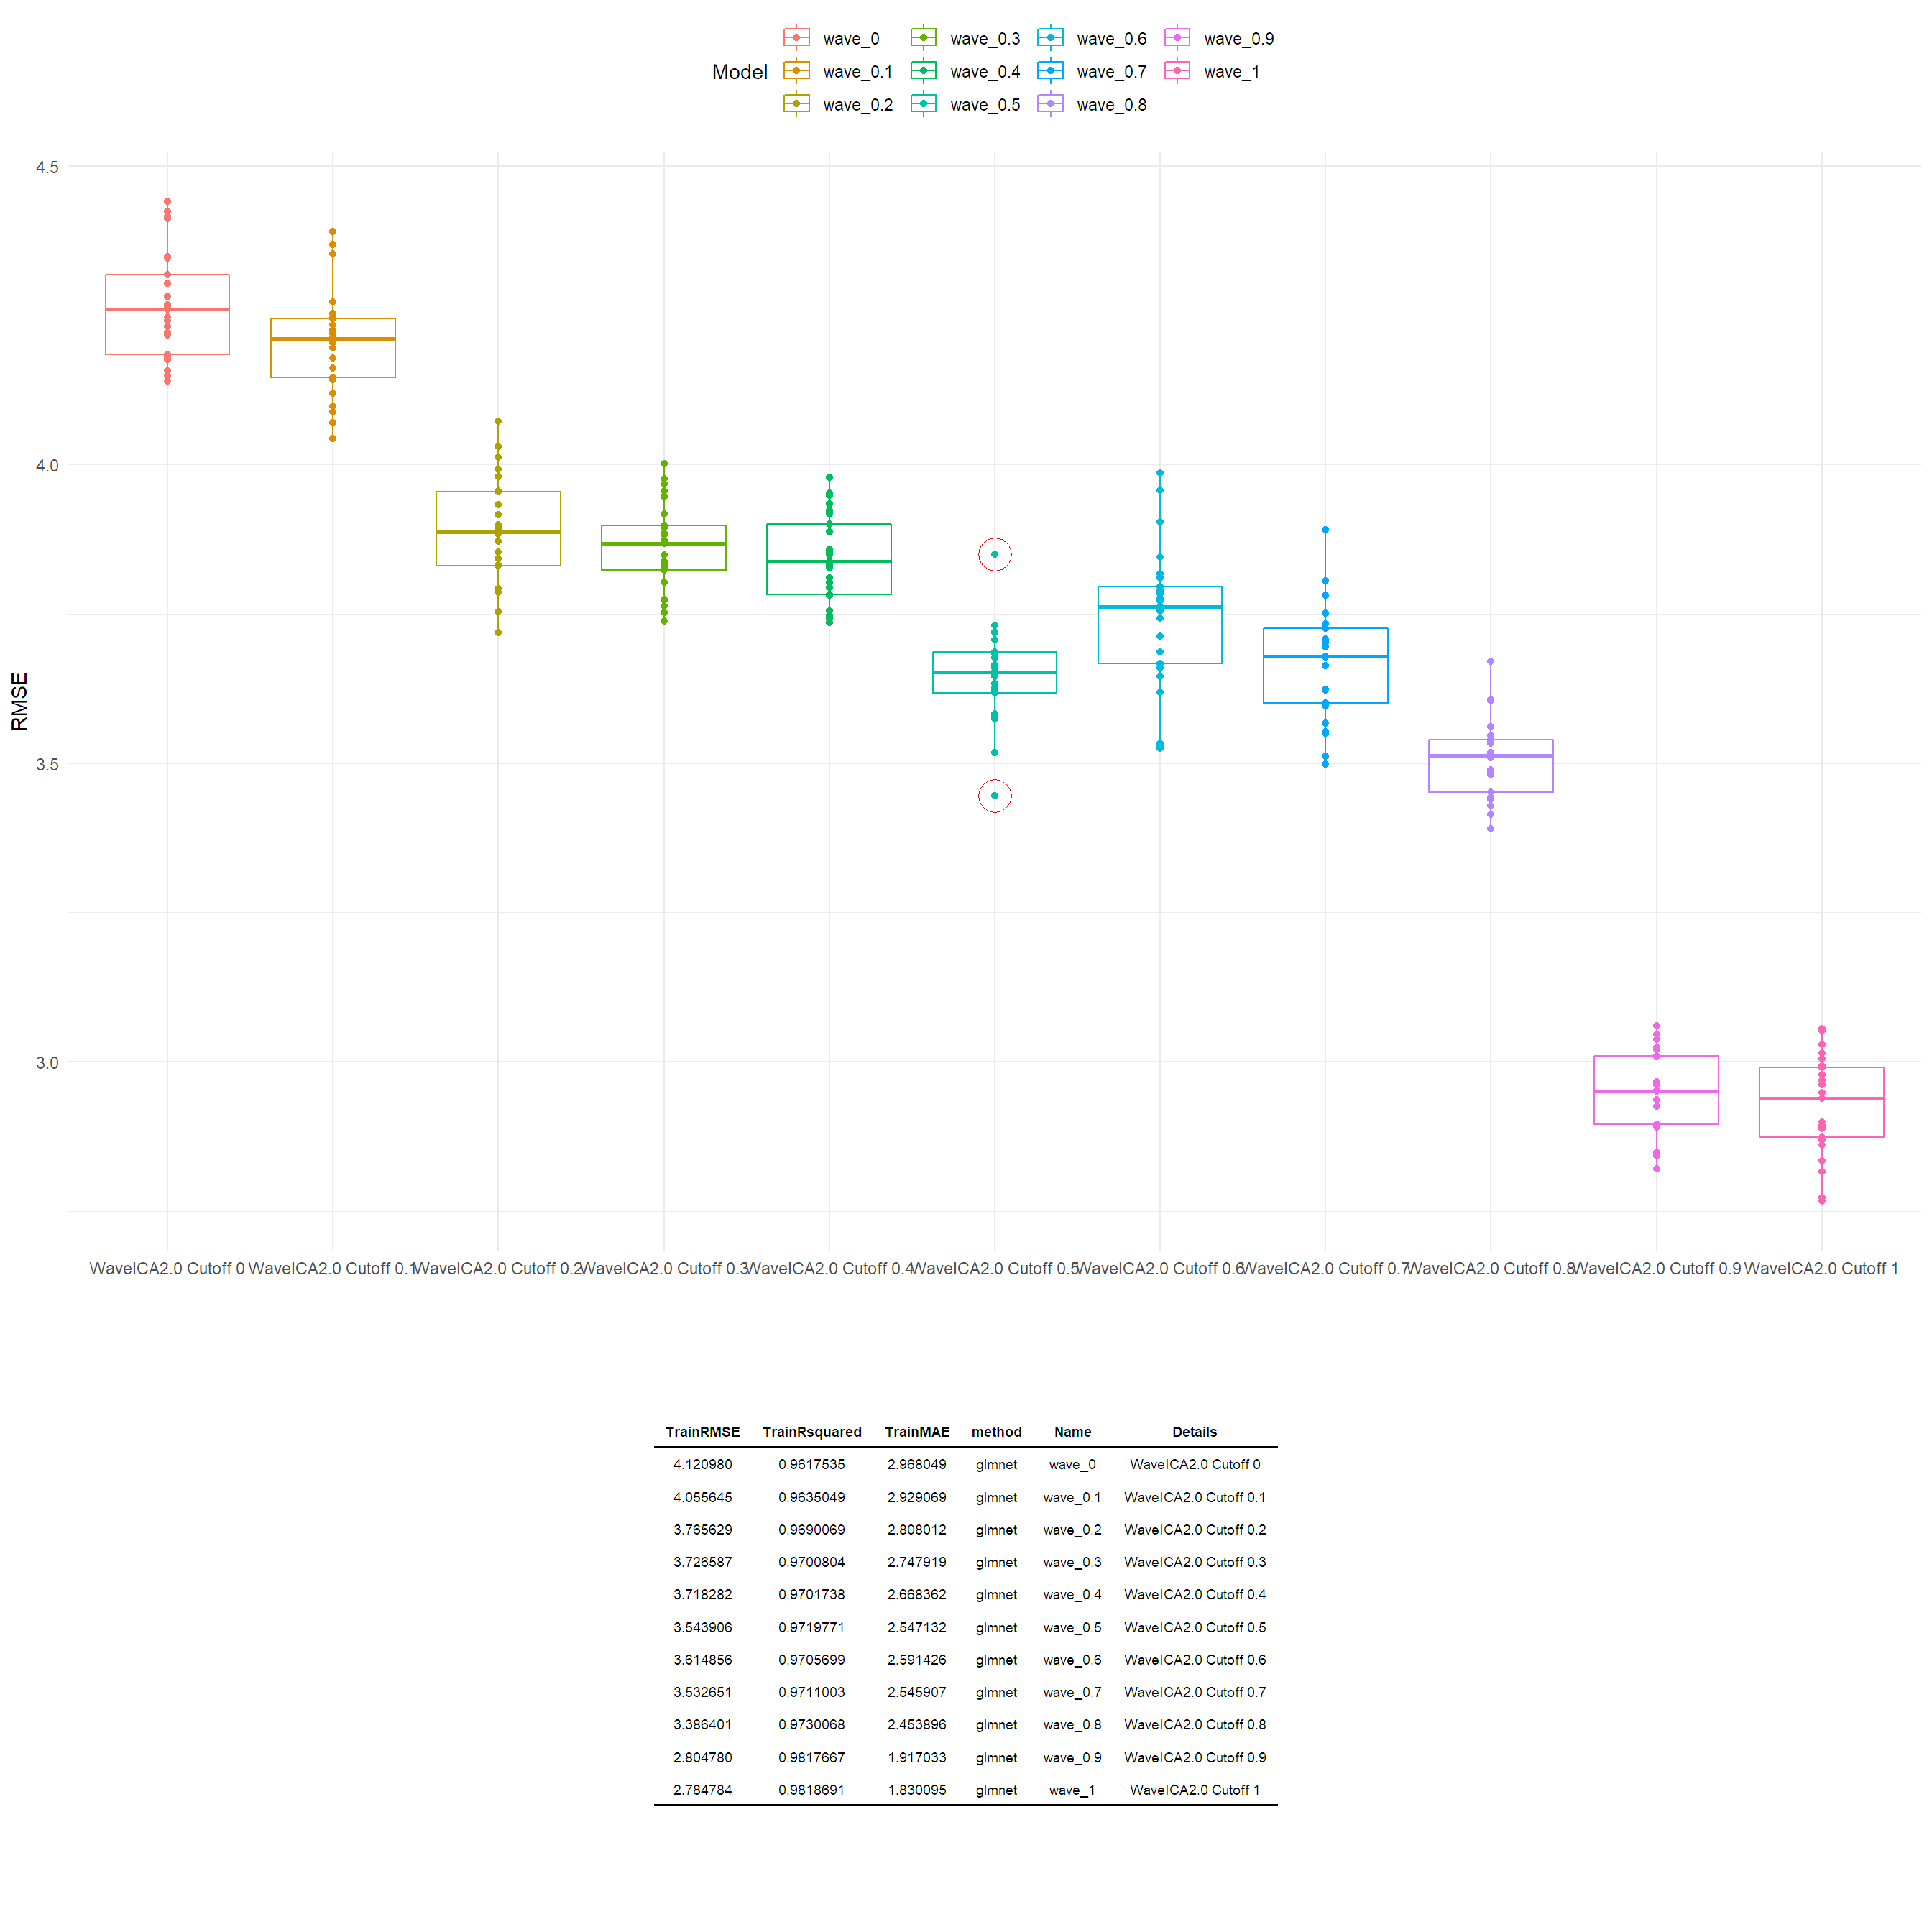 Model
wave_0 wave_0.3 wave_0.6 wave_0.9
wave_0.1 wave_0.4 wave_0.7 wave_1
wave_0.2 wave_0.5 wave_0.8
RMSE
4.5
4.0
3.5
3.0
WaveICA2.0 Cutoff 0 WaveICA2.0 Cutoff 0.1 WaveICA2.0 Cutoff 0.2 WaveICA2.0 Cutoff 0.3 WaveICA2.0 Cutoff 0.4 WaveICA2.0 Cutoff 0.5 WaveICA2.0 Cutoff 0.6 WaveICA2.0 Cutoff 0.7 WaveICA2.0 Cutoff 0.8 WaveICA2.0 Cutoff 0.9 WaveICA2.0 Cutoff 1
TrainRMSE TrainRsquared TrainMAE method Name Details
4.120980 0.9617535 2.968049 glmnet wave_0 WaveICA2.0 Cutoff 0
4.055645 0.9635049 2.929069 glmnet wave_0.1 WaveICA2.0 Cutoff 0.1
3.765629 0.9690069 2.808012 glmnet wave_0.2 WaveICA2.0 Cutoff 0.2
3.726587 0.9700804 2.747919 glmnet wave_0.3 WaveICA2.0 Cutoff 0.3
3.718282 0.9701738 2.668362 glmnet wave_0.4 WaveICA2.0 Cutoff 0.4
3.543906 0.9719771 2.547132 glmnet wave_0.5 WaveICA2.0 Cutoff 0.5
3.614856 0.9705699 2.591426 glmnet wave_0.6 WaveICA2.0 Cutoff 0.6
3.532651 0.9711003 2.545907 glmnet wave_0.7 WaveICA2.0 Cutoff 0.7
3.386401 0.9730068 2.453896 glmnet wave_0.8 WaveICA2.0 Cutoff 0.8
2.804780 0.9817667 1.917033 glmnet wave_0.9 WaveICA2.0 Cutoff 0.9
2.784784 0.9818691 1.830095 glmnet wave_1 WaveICA2.0 Cutoff 1